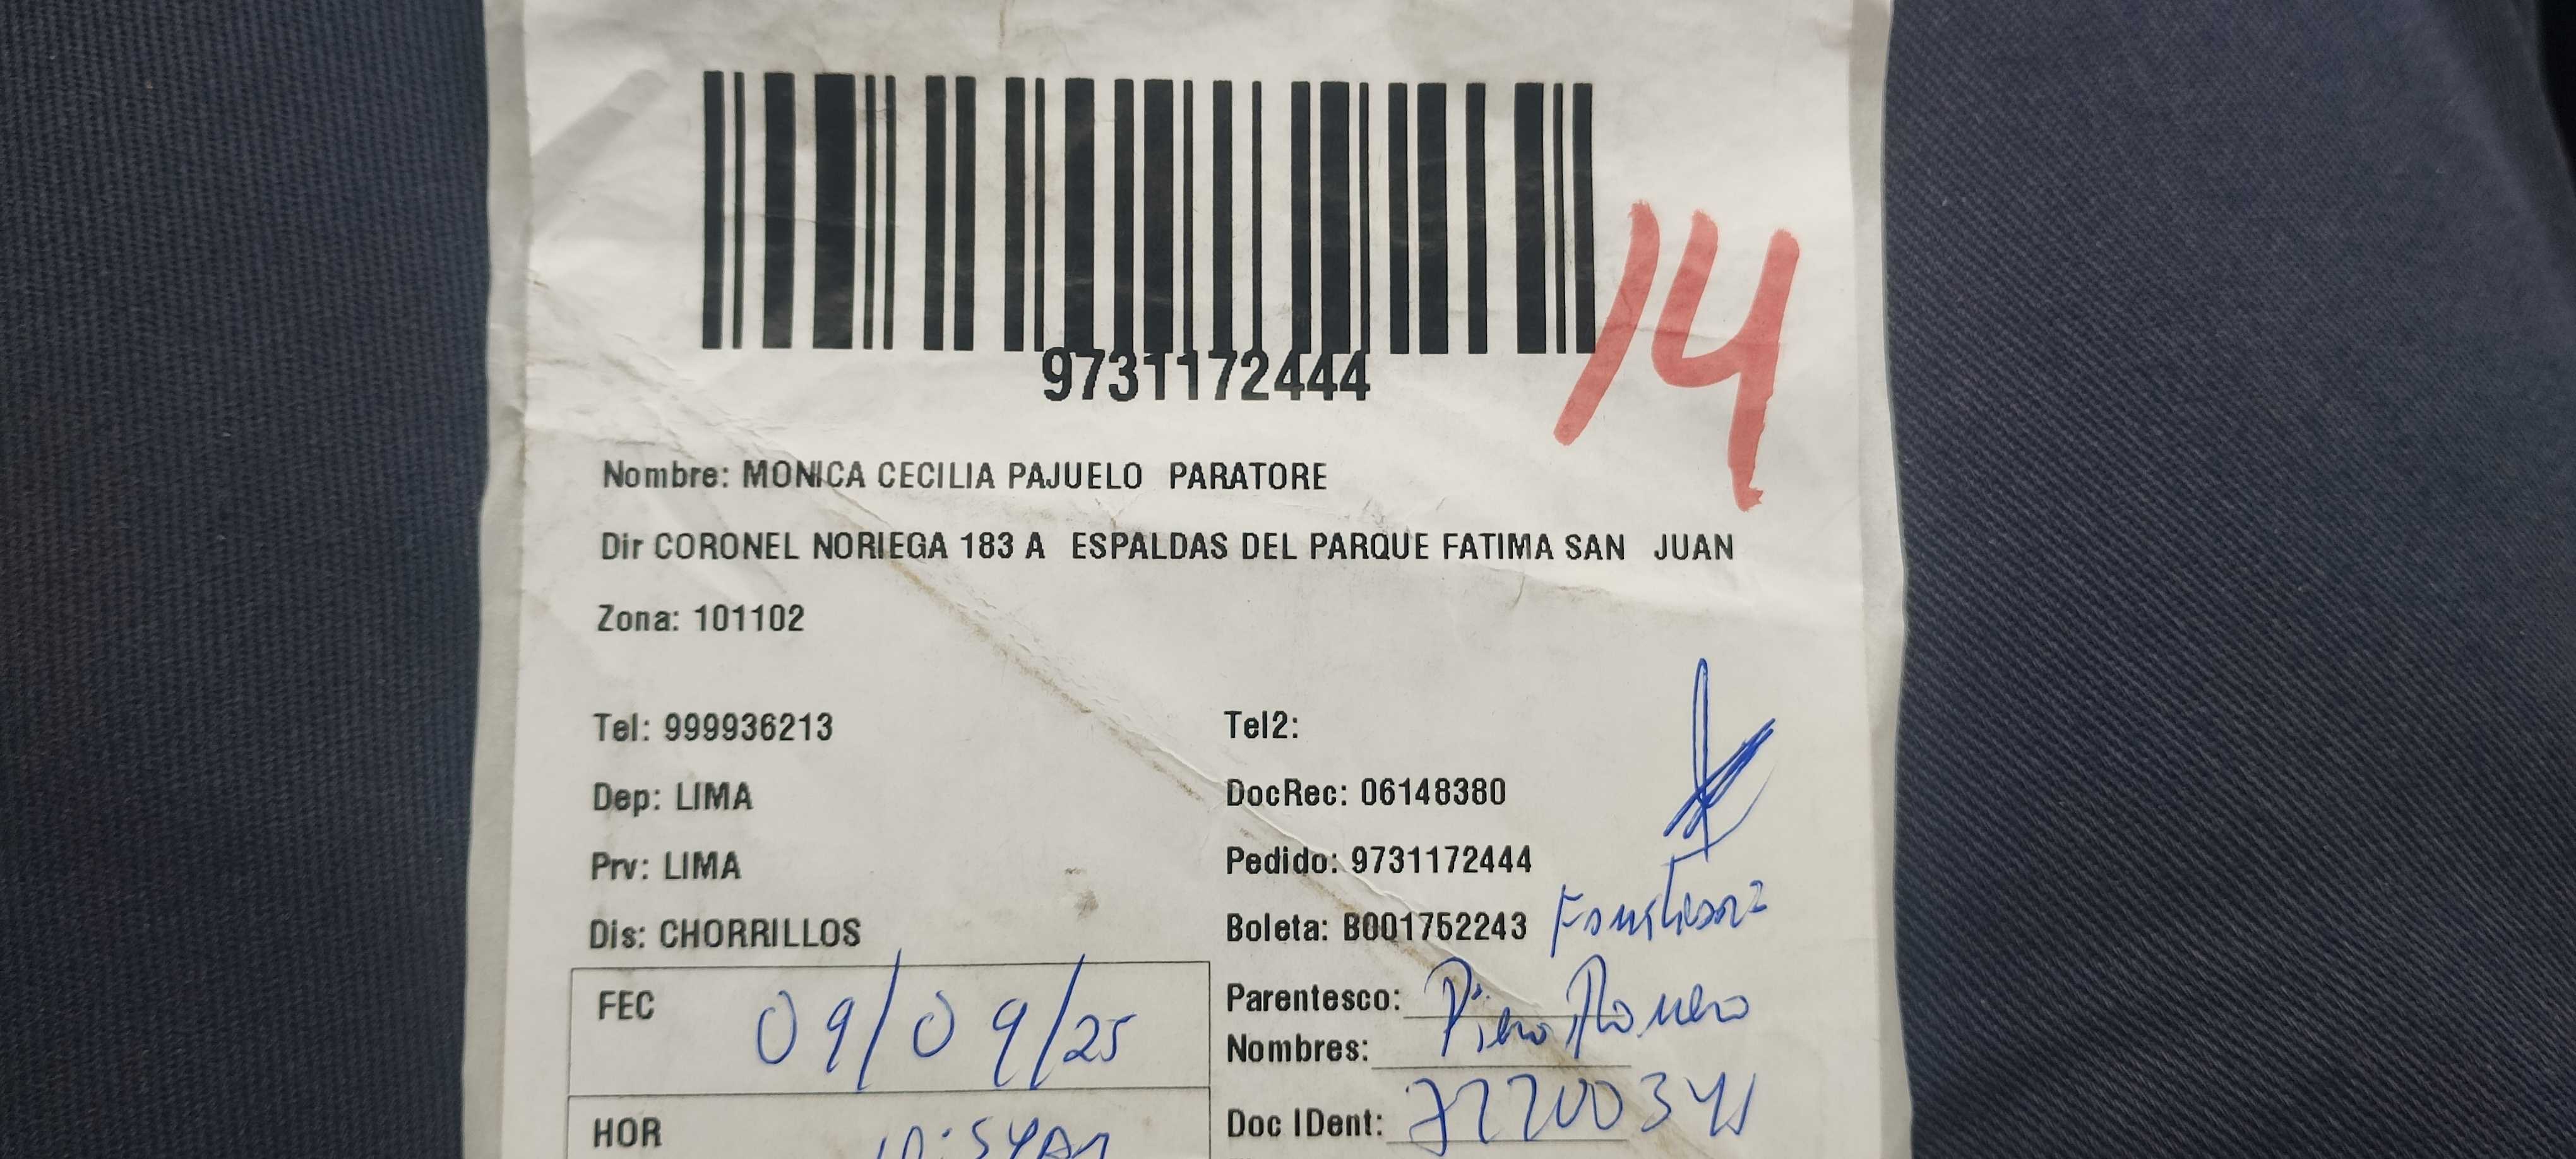 14
9731172444
Nombre: MONICA CECILIA PAJUELO PARATORE
Dir CORONEL NORIEGA 183 A ESPALDAS DEL PARQUE FATIMA SAN JUAN
Zona: 101102
Tel: 999936213 Tel2:
Dep: LIMA DocRec: 06148380
Prv: LIMA Pedido: 9731172444
Dis: CHORRILLOS Boleta: B001752243
FEC 09/09/25 Parentesco:
Nombres: Piero
HOR Doc IDent: